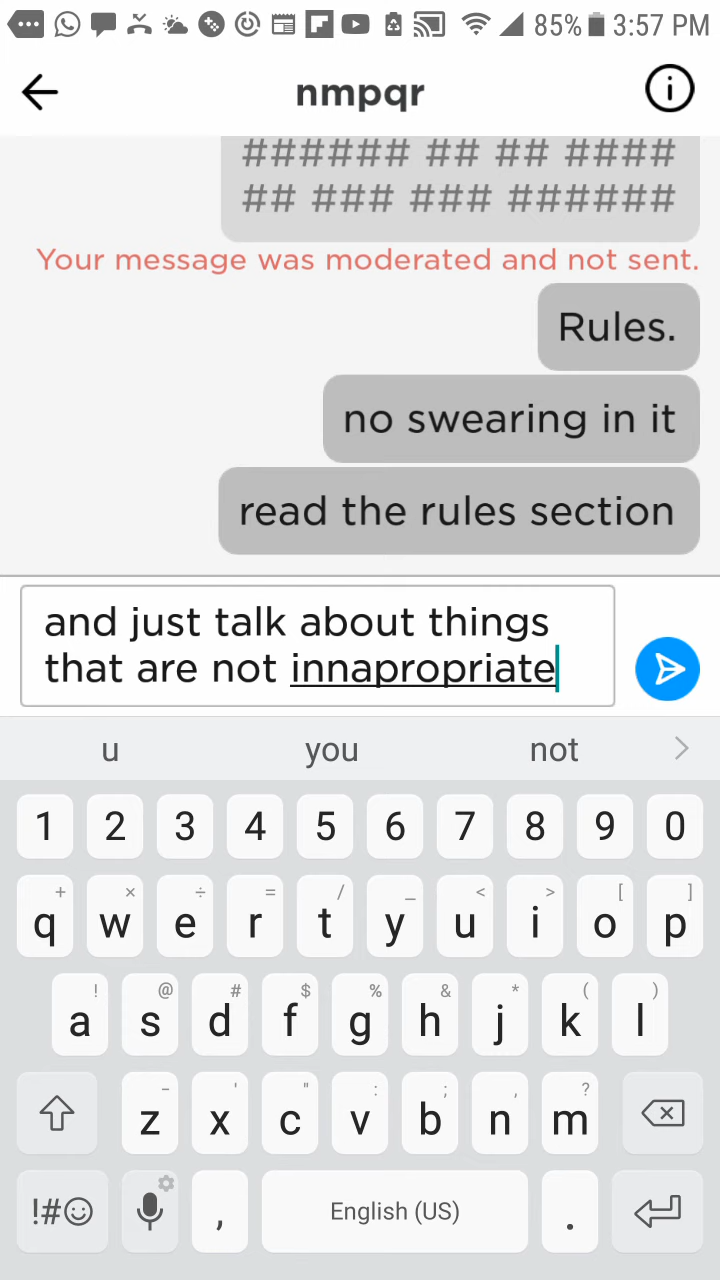 85% 3:57 PM
nmpqr
###### ## ## ####
## ### ### ######
Your message was moderated and not sent.
Rules.
no swearing in it
read the rules section
and just talk about things
that are not innapropriate
u you not
1 2 3 4 5 6 7 8 9 0
+ × ÷ = / _ < > [ ]
q w e r t y u i o p
! @ # $ % & * ( )
a s d f g h j k l
- ' " : ; , ?
z x c v b n m
!#☺ , English (US) .